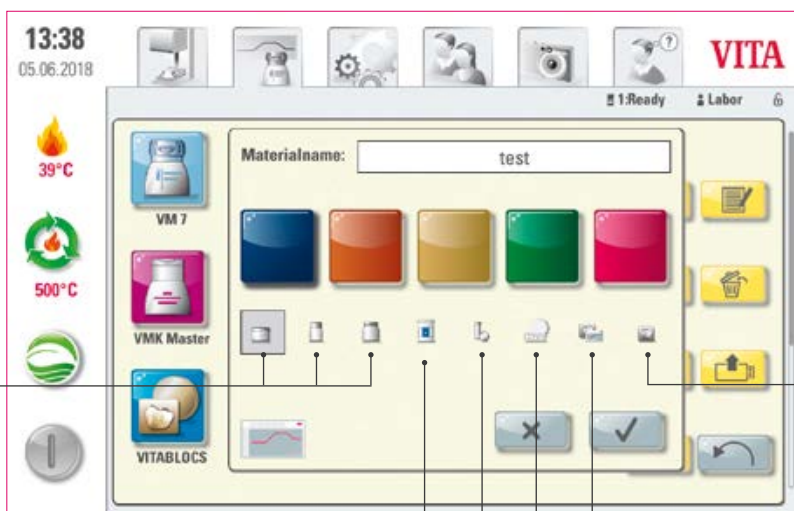 13:38
05.06.2018
VITA
1:Ready
Labor
39°C
Materialname:
test
VM 7
500°C
VMK Master
VITABLOCS